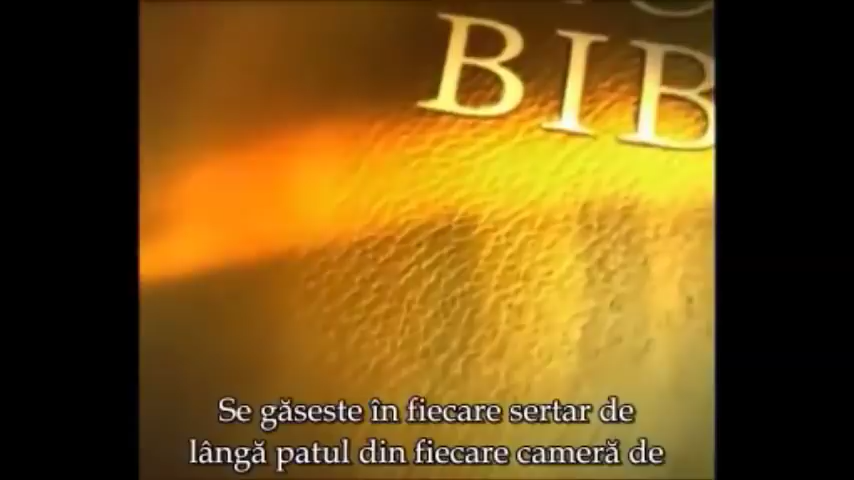 BIB
Se găseste în fiecare sertar de
lângă patul din fiecare cameră de